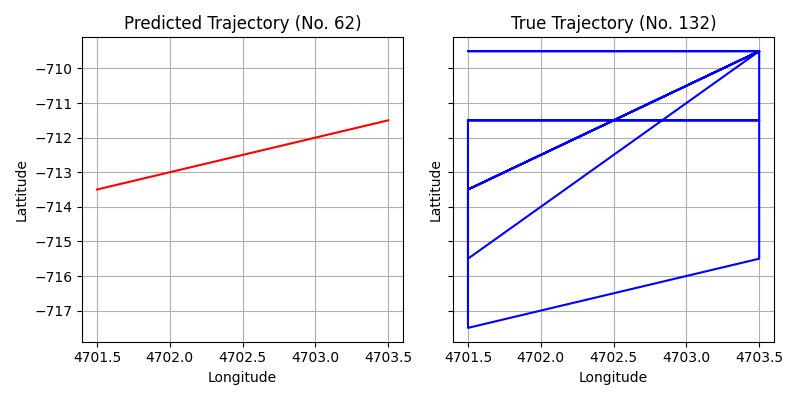 Predicted Trajectory (No. 62)
True Trajectory (No. 132)
Lattitude
−710
−711
−712
−713
−714
−715
−716
−717
4701.5 4702.0 4702.5 4703.0 4703.5
Longitude
Lattitude
4701.5 4702.0 4702.5 4703.0 4703.5
Longitude